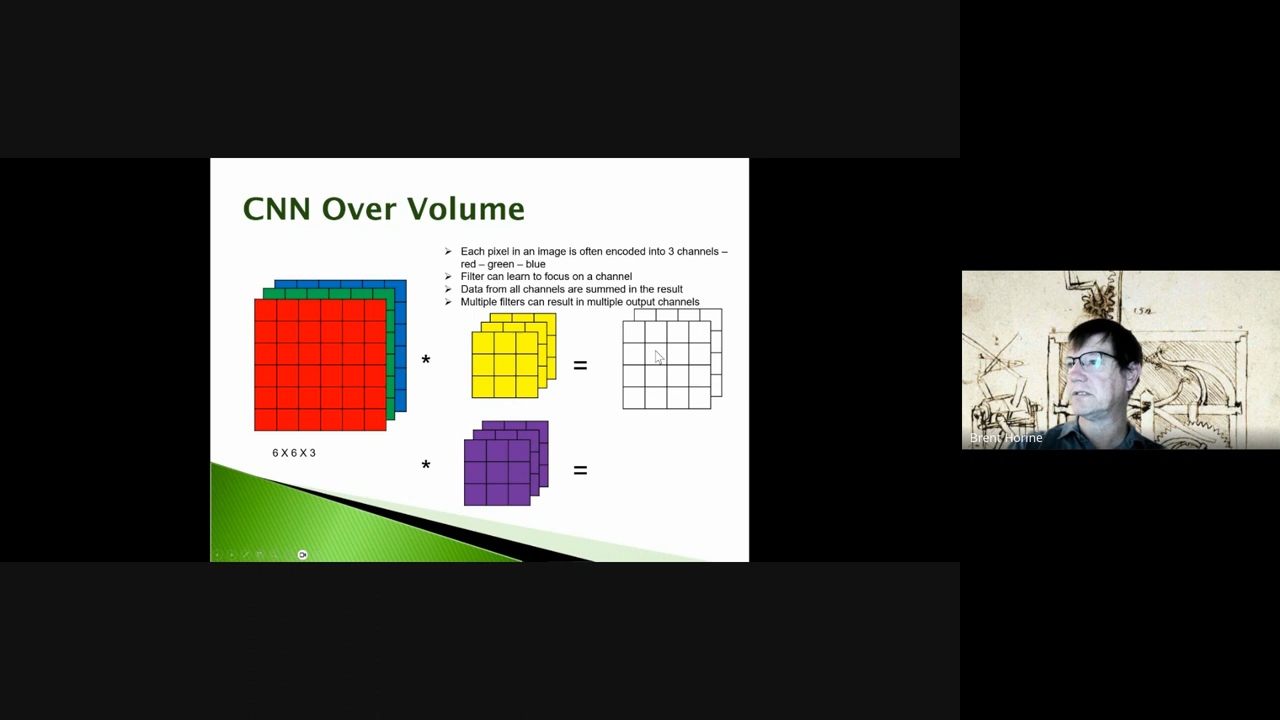 CNN Over Volume
➢ Each pixel in an image is often encoded into 3 channels –
red – green – blue
➢ Filter can learn to focus on a channel
➢ Data from all channels are summed in the result
➢ Multiple filters can result in multiple output channels
* =
6 X 6 X 3
* =
Brent Horine